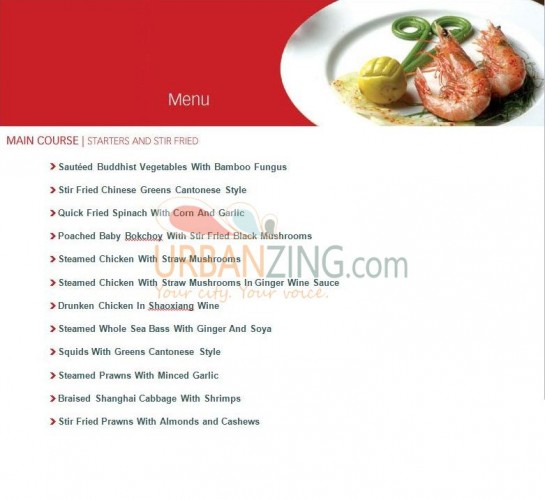 Menu
MAIN COURSE | STARTERS AND STIR FRIED
Sautéed Buddhist Vegetables With Bamboo Fungus
Stir Fried Chinese Greens Cantonese Style
Quick Fried Spinach With Corn And Garlic
Poached Baby Bokchoy With Stir Fried Black Mushrooms
Steamed Chicken With Straw Mushrooms
URBANZING.com
Steamed Chicken With Straw Mushrooms In Ginger Wine Sauce
Your city. Your voice.
Drunken Chicken In Shaoxiang Wine
Steamed Whole Sea Bass With Ginger And Soya
Squids With Greens Cantonese Style
Steamed Prawns With Minced Garlic
Braised Shanghai Cabbage With Shrimps
Stir Fried Prawns With Almonds and Cashews